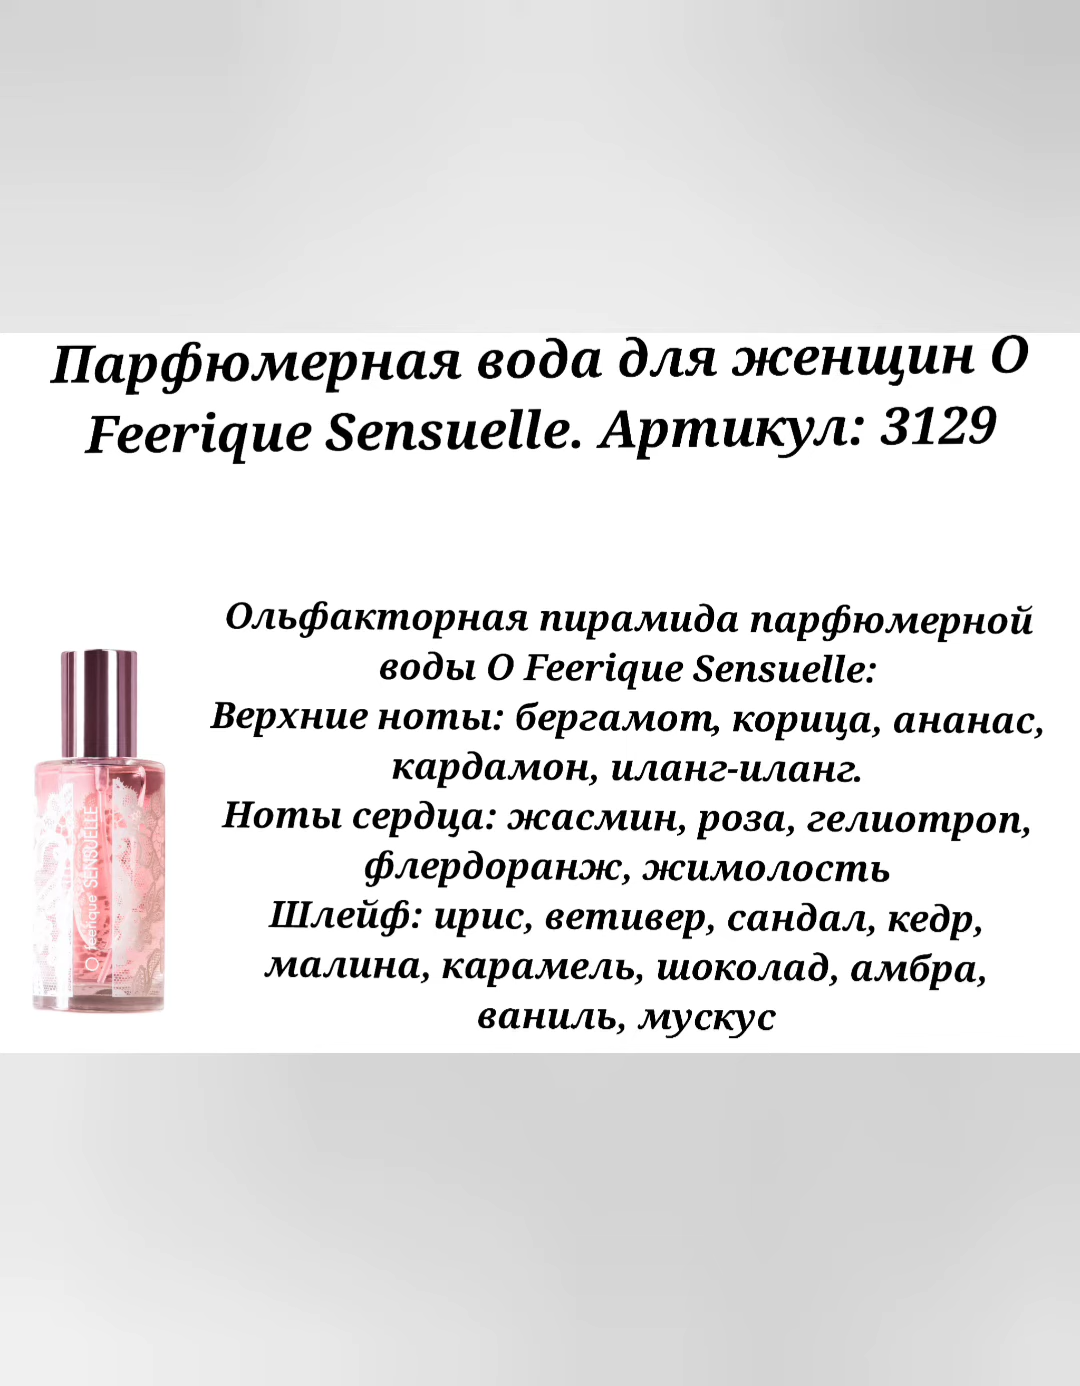 Парфюмерная вода для женщин O
Feerique Sensuelle. Артикул: 3129
Ольфакторная пирамида парфюмерной
воды O Feerique Sensuelle:
Верхние ноты: бергамот, корица, ананас,
кардамон, иланг-иланг.
Ноты сердца: жасмин, роза, гелиотроп,
флердоранж, жимолость
Шлейф: ирис, ветивер, сандал, кедр,
малина, карамель, шоколад, амбра,
ваниль, мускус
O feerique SENSUELLE